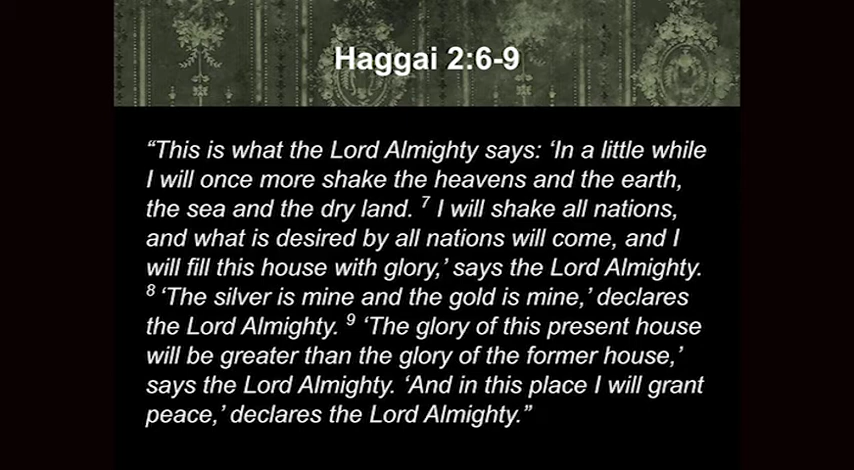 Haggai 2:6-9
“This is what the Lord Almighty says: ‘In a little while
I will once more shake the heavens and the earth,
the sea and the dry land. ⁷ I will shake all nations,
and what is desired by all nations will come, and I
will fill this house with glory,’ says the Lord Almighty.
⁸ ‘The silver is mine and the gold is mine,’ declares
the Lord Almighty. ⁹ ‘The glory of this present house
will be greater than the glory of the former house,’
says the Lord Almighty. ‘And in this place I will grant
peace,’ declares the Lord Almighty.”